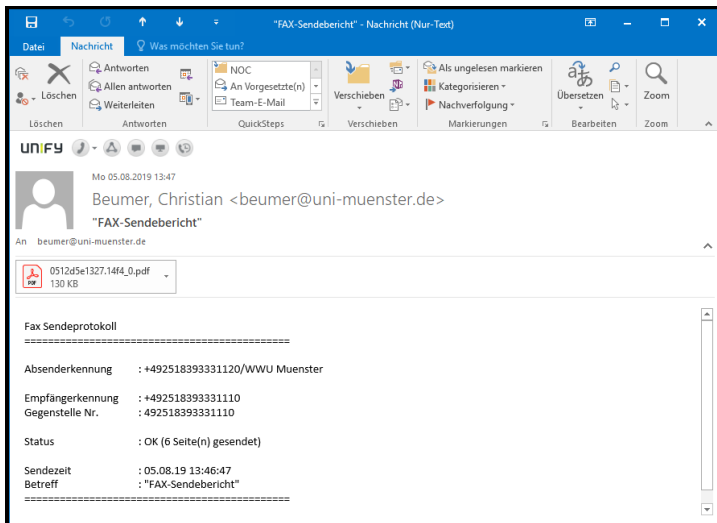 "FAX-Sendebericht" - Nachricht (Nur-Text)
Datei Nachricht Was möchten Sie tun?
Löschen
Antworten
Allen antworten
Weiterleiten
NOC
An Vorgesetzte(n)
Team-E-Mail
Verschieben
Als ungelesen markieren
Kategorisieren
Nachverfolgung
Übersetzen
Zoom
Löschen Antworten QuickSteps Verschieben Markierungen Bearbeiten Zoom
UNIFY
Mo 05.08.2019 13:47
Beumer, Christian <beumer@uni-muenster.de>
"FAX-Sendebericht"
An beumer@uni-muenster.de
PDF
0512d5e1327.14f4_0.pdf
130 KB
Fax Sendeprotokoll
==============================================
Absenderkennung : +492518393331120/WWU Muenster
Empfängerkennung : +492518393331110
Gegenstelle Nr. : 492518393331110
Status : OK (6 Seite(n) gesendet)
Sendezeit : 05.08.19 13:46:47
Betreff : "FAX-Sendebericht"
==============================================